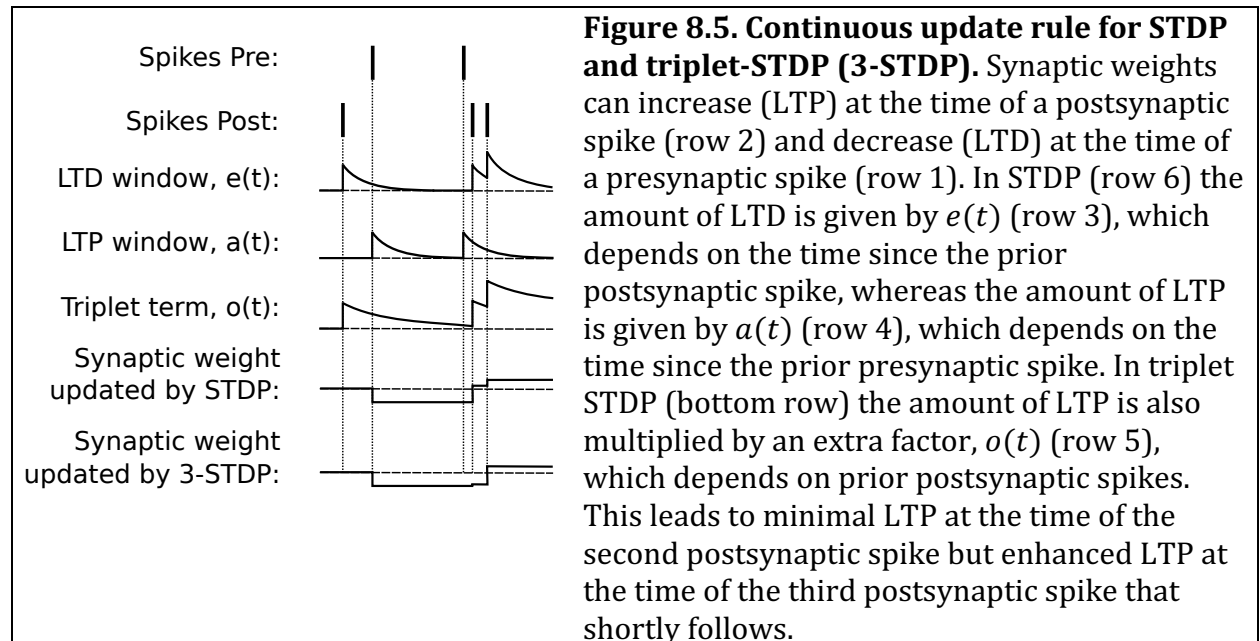 Spikes Pre:
Spikes Post:
LTD window, e(t):
LTP window, a(t):
Triplet term, o(t):
Synaptic weight
updated by STDP:
Synaptic weight
updated by 3-STDP:
Figure 8.5. Continuous update rule for STDP
and triplet-STDP (3-STDP). Synaptic weights
can increase (LTP) at the time of a postsynaptic
spike (row 2) and decrease (LTD) at the time of
a presynaptic spike (row 1). In STDP (row 6) the
amount of LTD is given by 𝑒(𝑡) (row 3), which
depends on the time since the prior
postsynaptic spike, whereas the amount of LTP
is given by 𝑎(𝑡) (row 4), which depends on the
time since the prior presynaptic spike. In triplet
STDP (bottom row) the amount of LTP is also
multiplied by an extra factor, 𝑜(𝑡) (row 5),
which depends on prior postsynaptic spikes.
This leads to minimal LTP at the time of the
second postsynaptic spike but enhanced LTP at
the time of the third postsynaptic spike that
shortly follows.